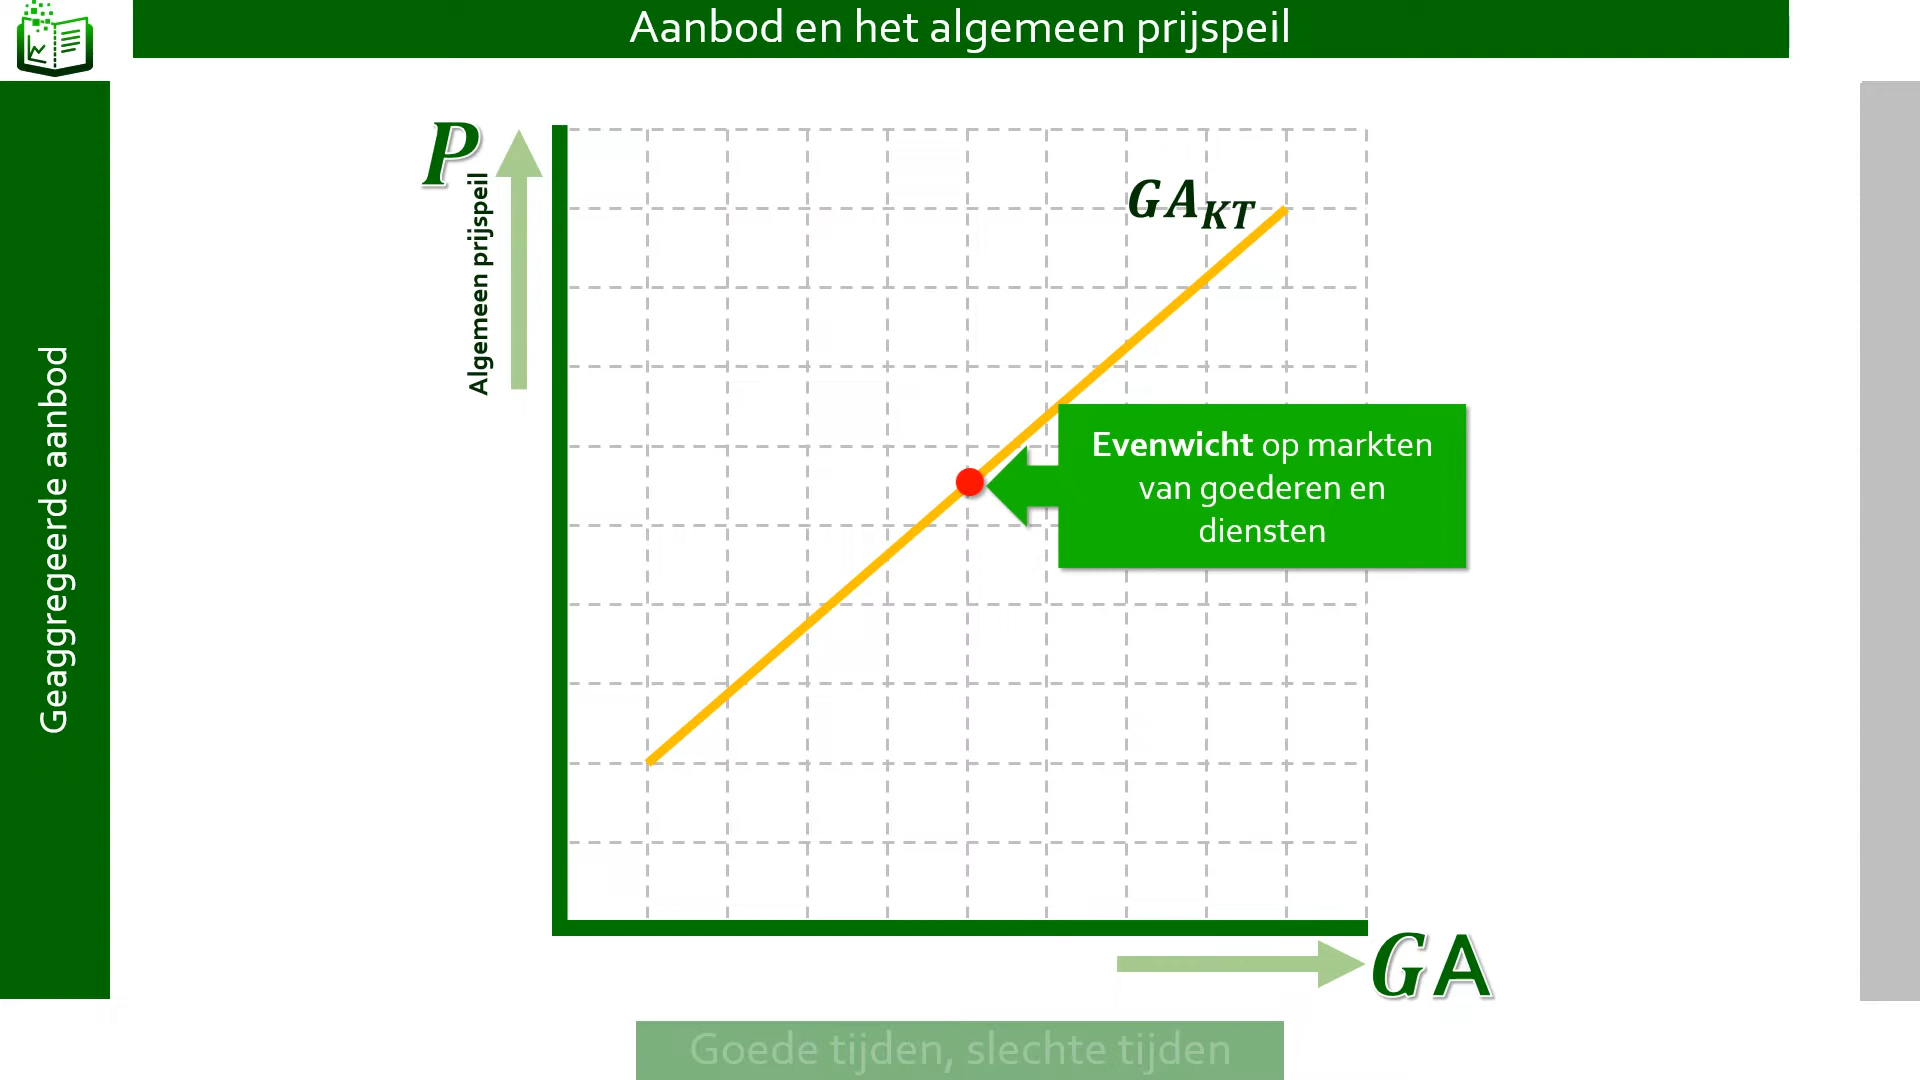 Aanbod en het algemeen prijspeil
Geaggregeerde aanbod
P
Algemeen prijspeil
GA_KT
Evenwicht op markten
van goederen en
diensten
GA
Goede tijden, slechte tijden